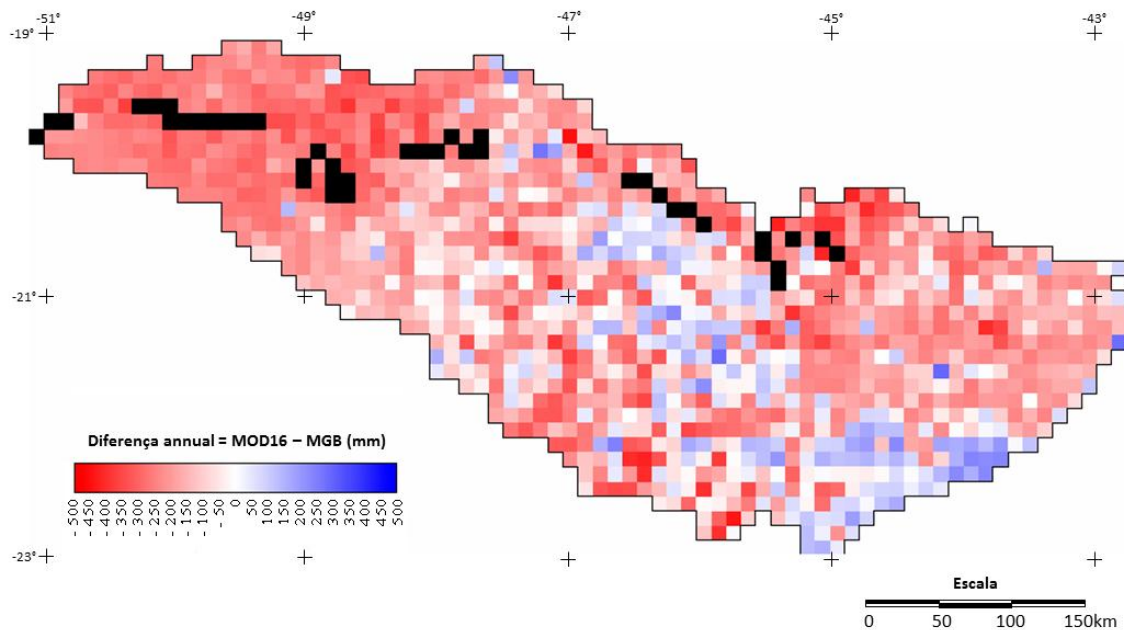 -51° -49° -47° -45° -43°
-19°
-21°
Diferença annual = MOD16 – MGB (mm)
- 500 - 450 - 400 - 350 - 300 - 250 - 200 - 150 - 100 - 50 0 50 100 150 200 250 300 350 400 450 500
-23°
Escala
0 50 100 150km